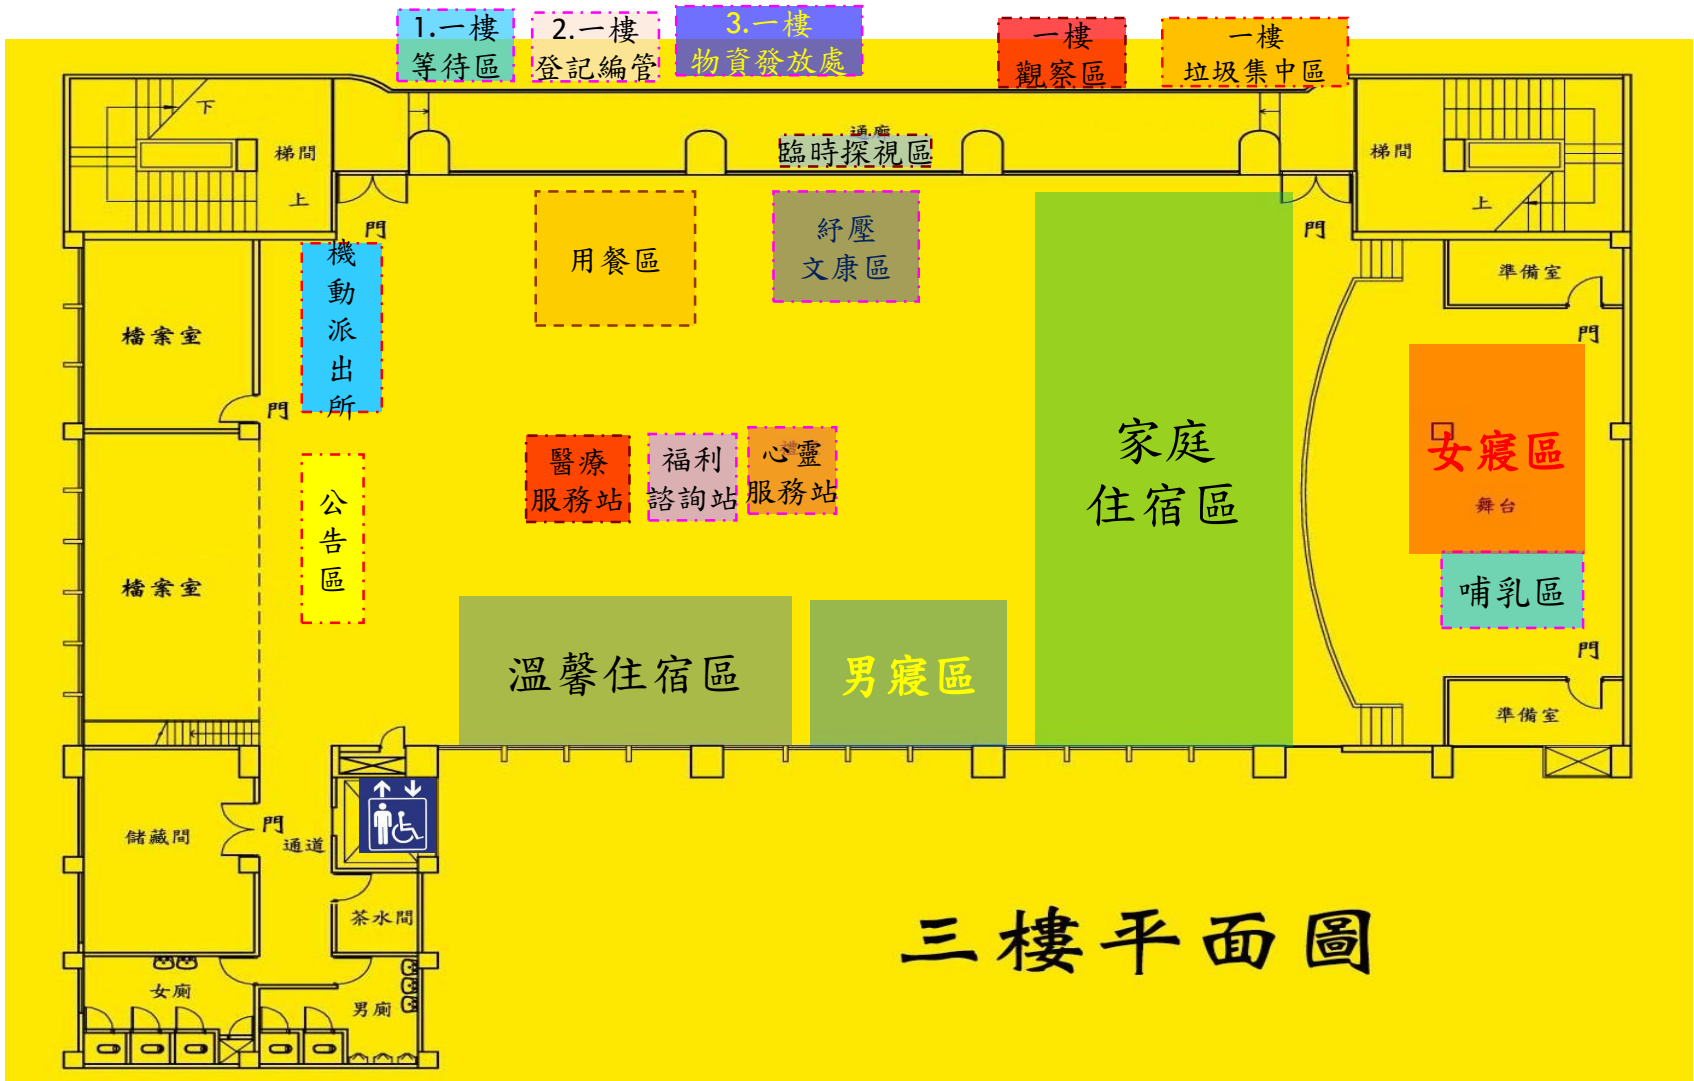 1.一樓
等待區
2.一樓
登記編管
3.一樓
物資發放處
一樓
觀察區
一樓
垃圾集中區
下
梯間
上
通廊
臨時探視區
梯間
上
門
門
機
動
派
出
所
用餐區
紓壓
文康區
準備室
門
檔案室
門
家庭
住宿區
女寢區
舞台
醫療
服務站
福利
諮詢站
心靈
服務站
公
告
區
檔案室
哺乳區
溫馨住宿區
男寢區
門
準備室
儲藏間
門
通道
茶水間
三樓平面圖
女廁
男廁